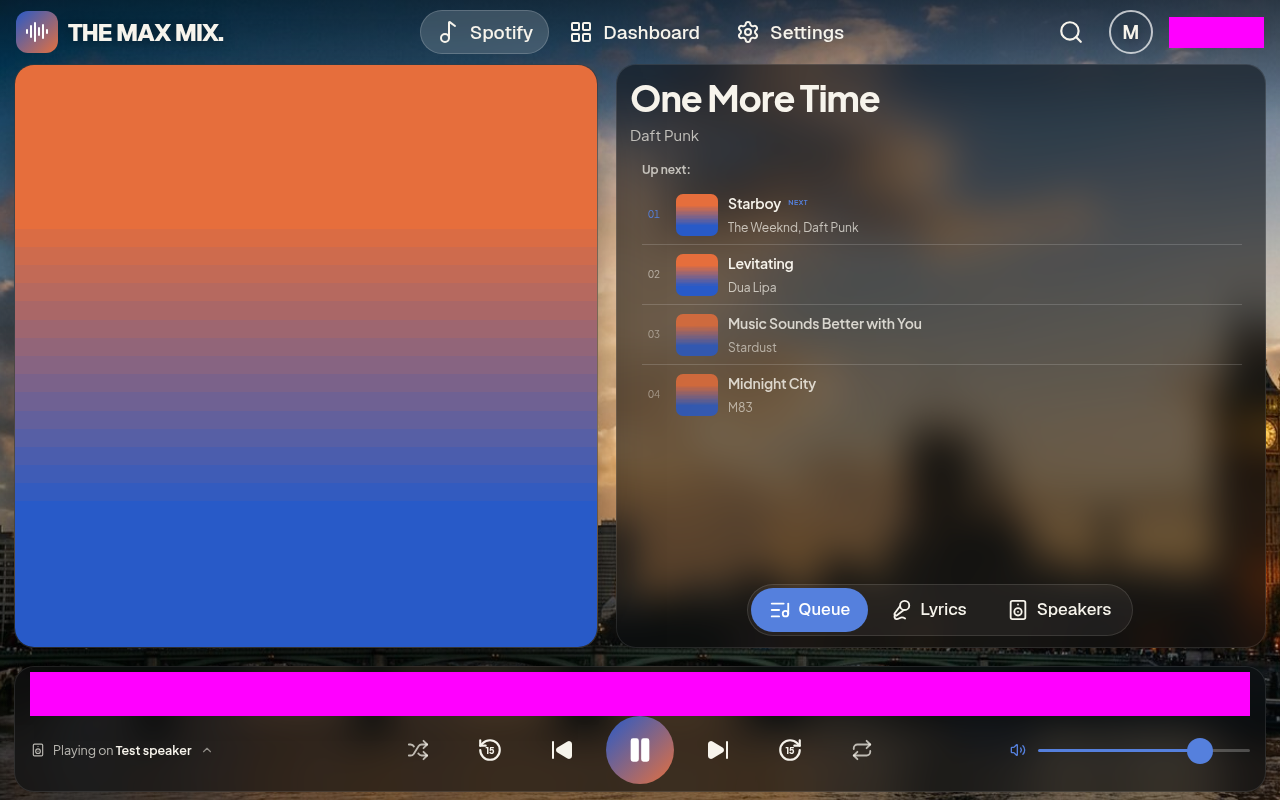 THE MAX MIX.
Spotify
Dashboard
Settings
M
One More Time
Daft Punk
Up next:
01
Starboy NEXT
The Weeknd, Daft Punk
02
Levitating
Dua Lipa
03
Music Sounds Better with You
Stardust
04
Midnight City
M83
Queue
Lyrics
Speakers
Playing on Test speaker
15
15